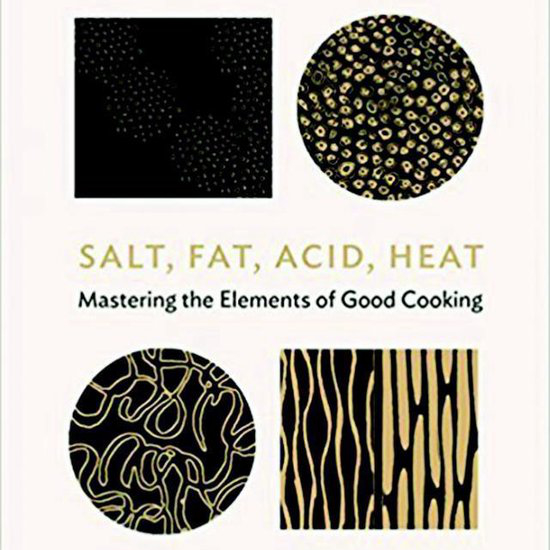 SALT, FAT, ACID, HEAT
Mastering the Elements of Good Cooking